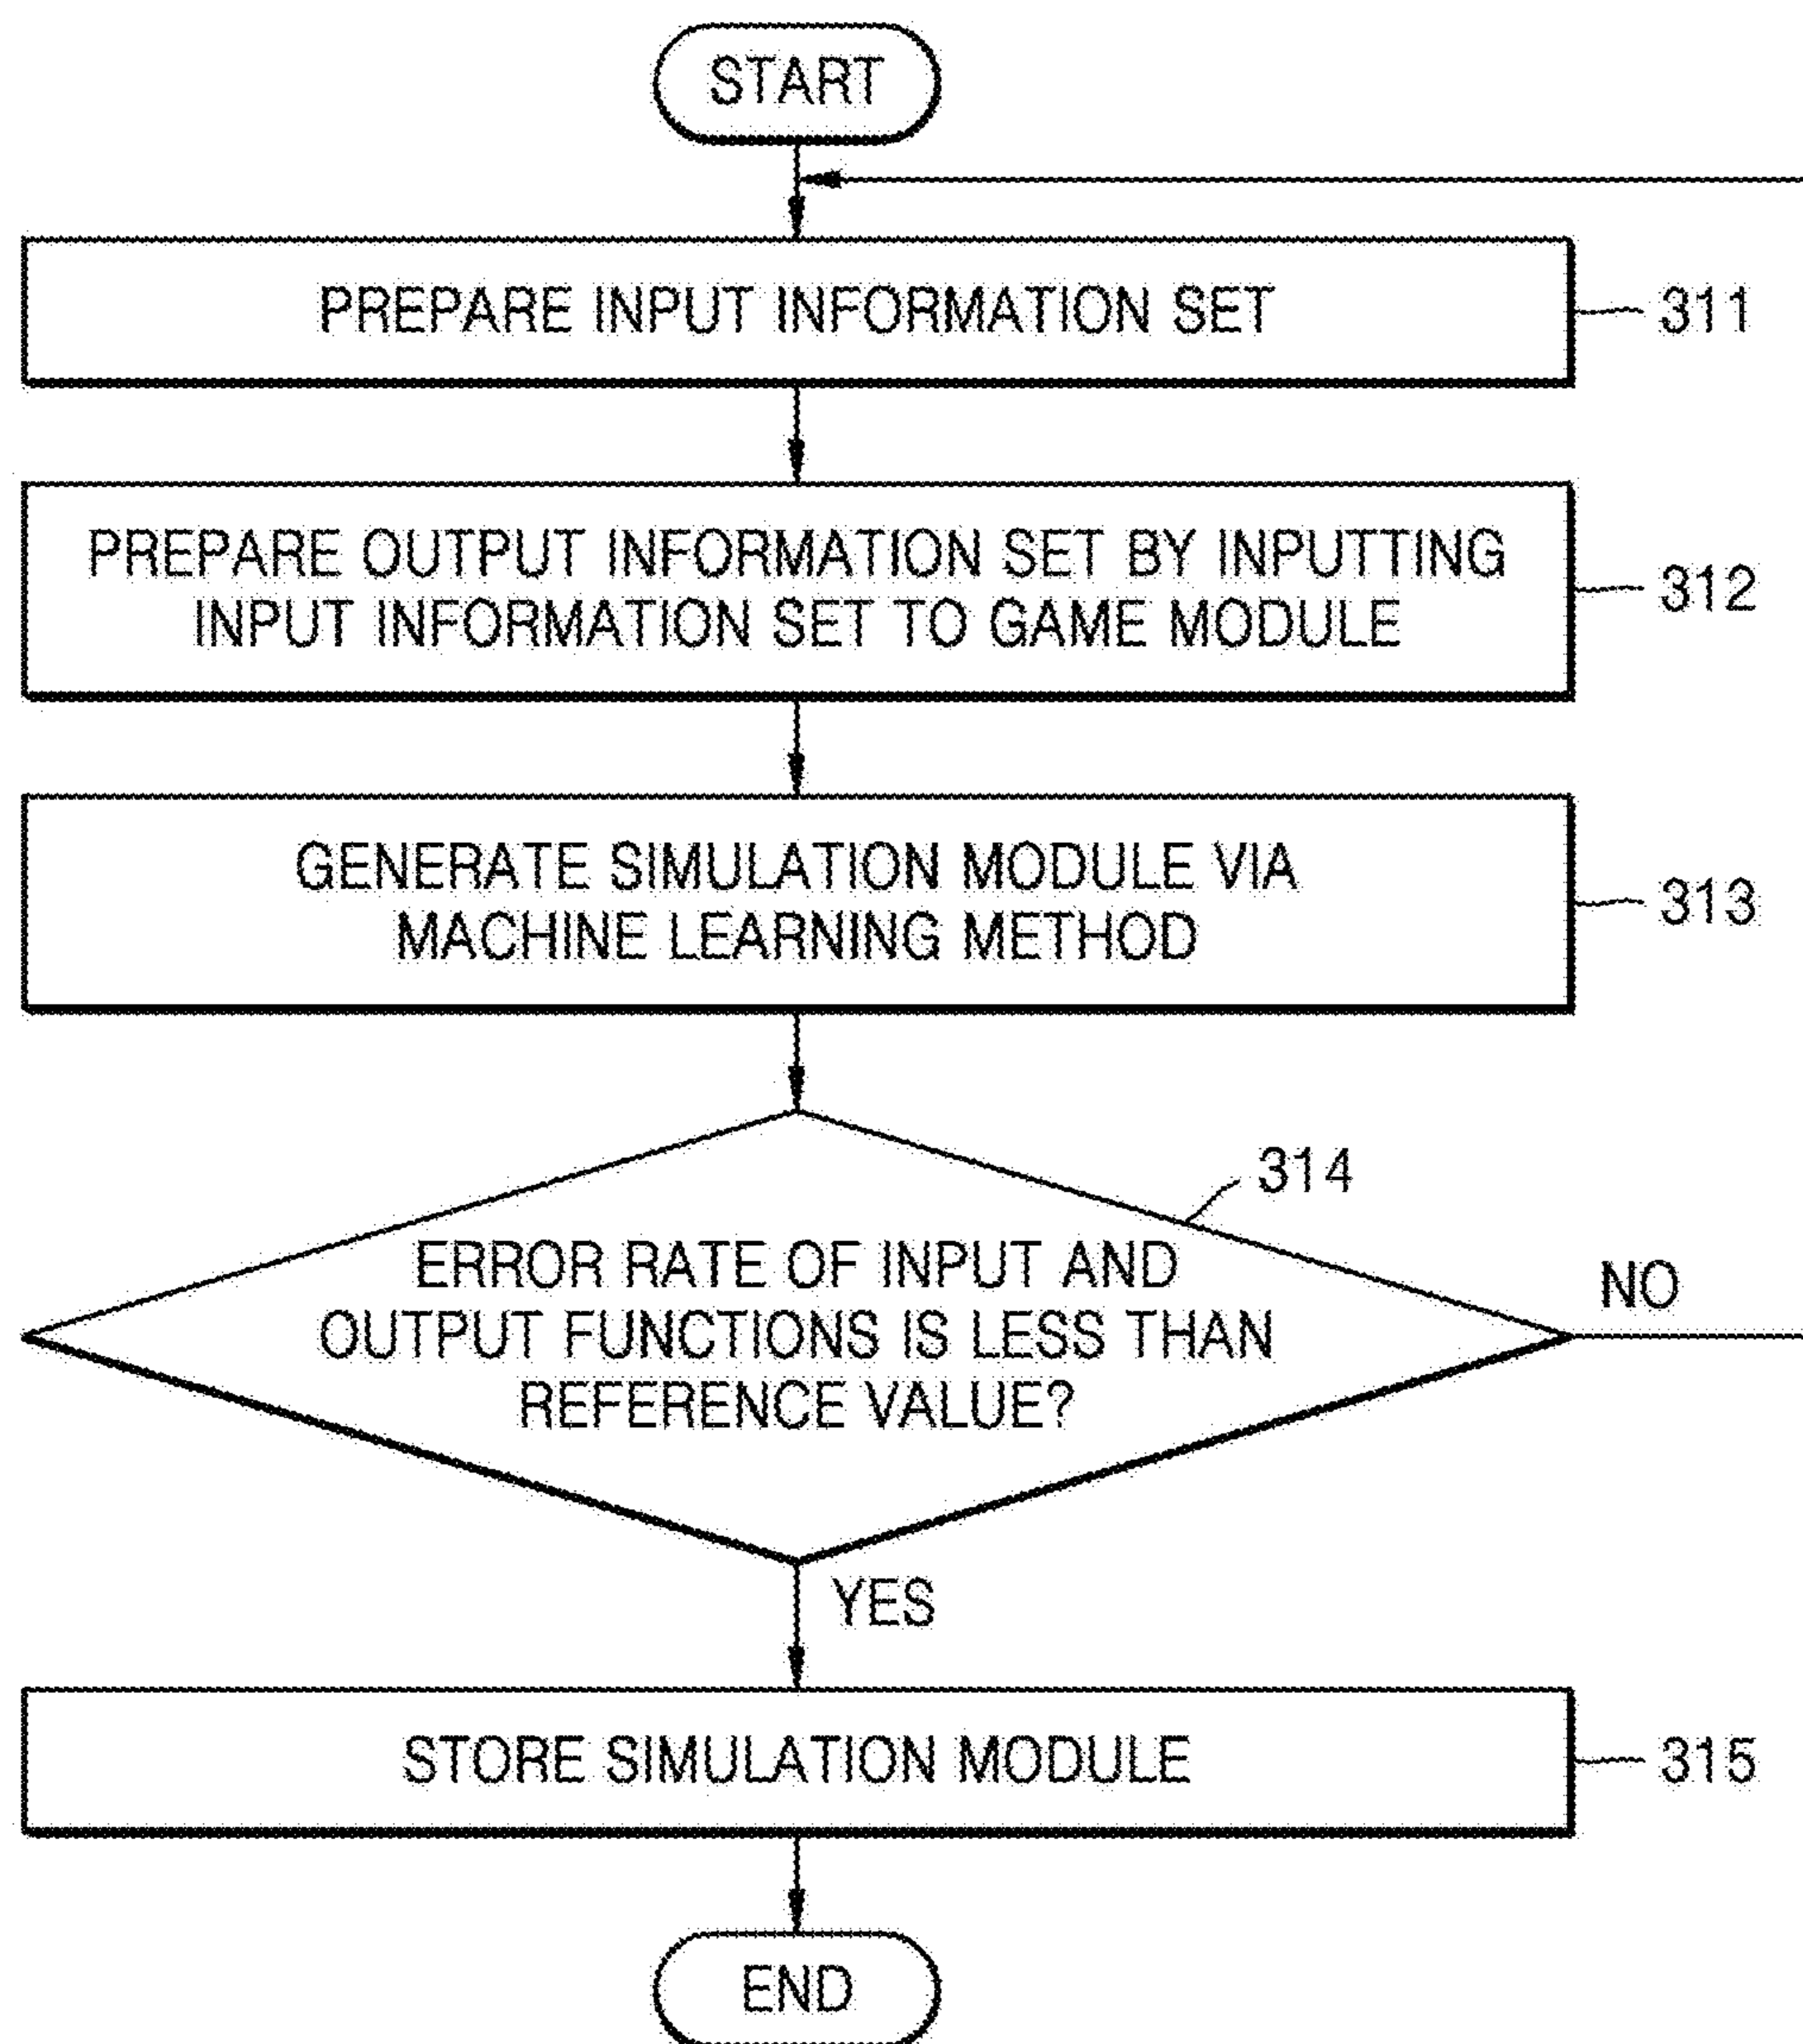 START
PREPARE INPUT INFORMATION SET
311
PREPARE OUTPUT INFORMATION SET BY INPUTTING
INPUT INFORMATION SET TO GAME MODULE
312
GENERATE SIMULATION MODULE VIA
MACHINE LEARNING METHOD
313
314
ERROR RATE OF INPUT AND
OUTPUT FUNCTIONS IS LESS THAN
REFERENCE VALUE?
NO
YES
STORE SIMULATION MODULE
315
END